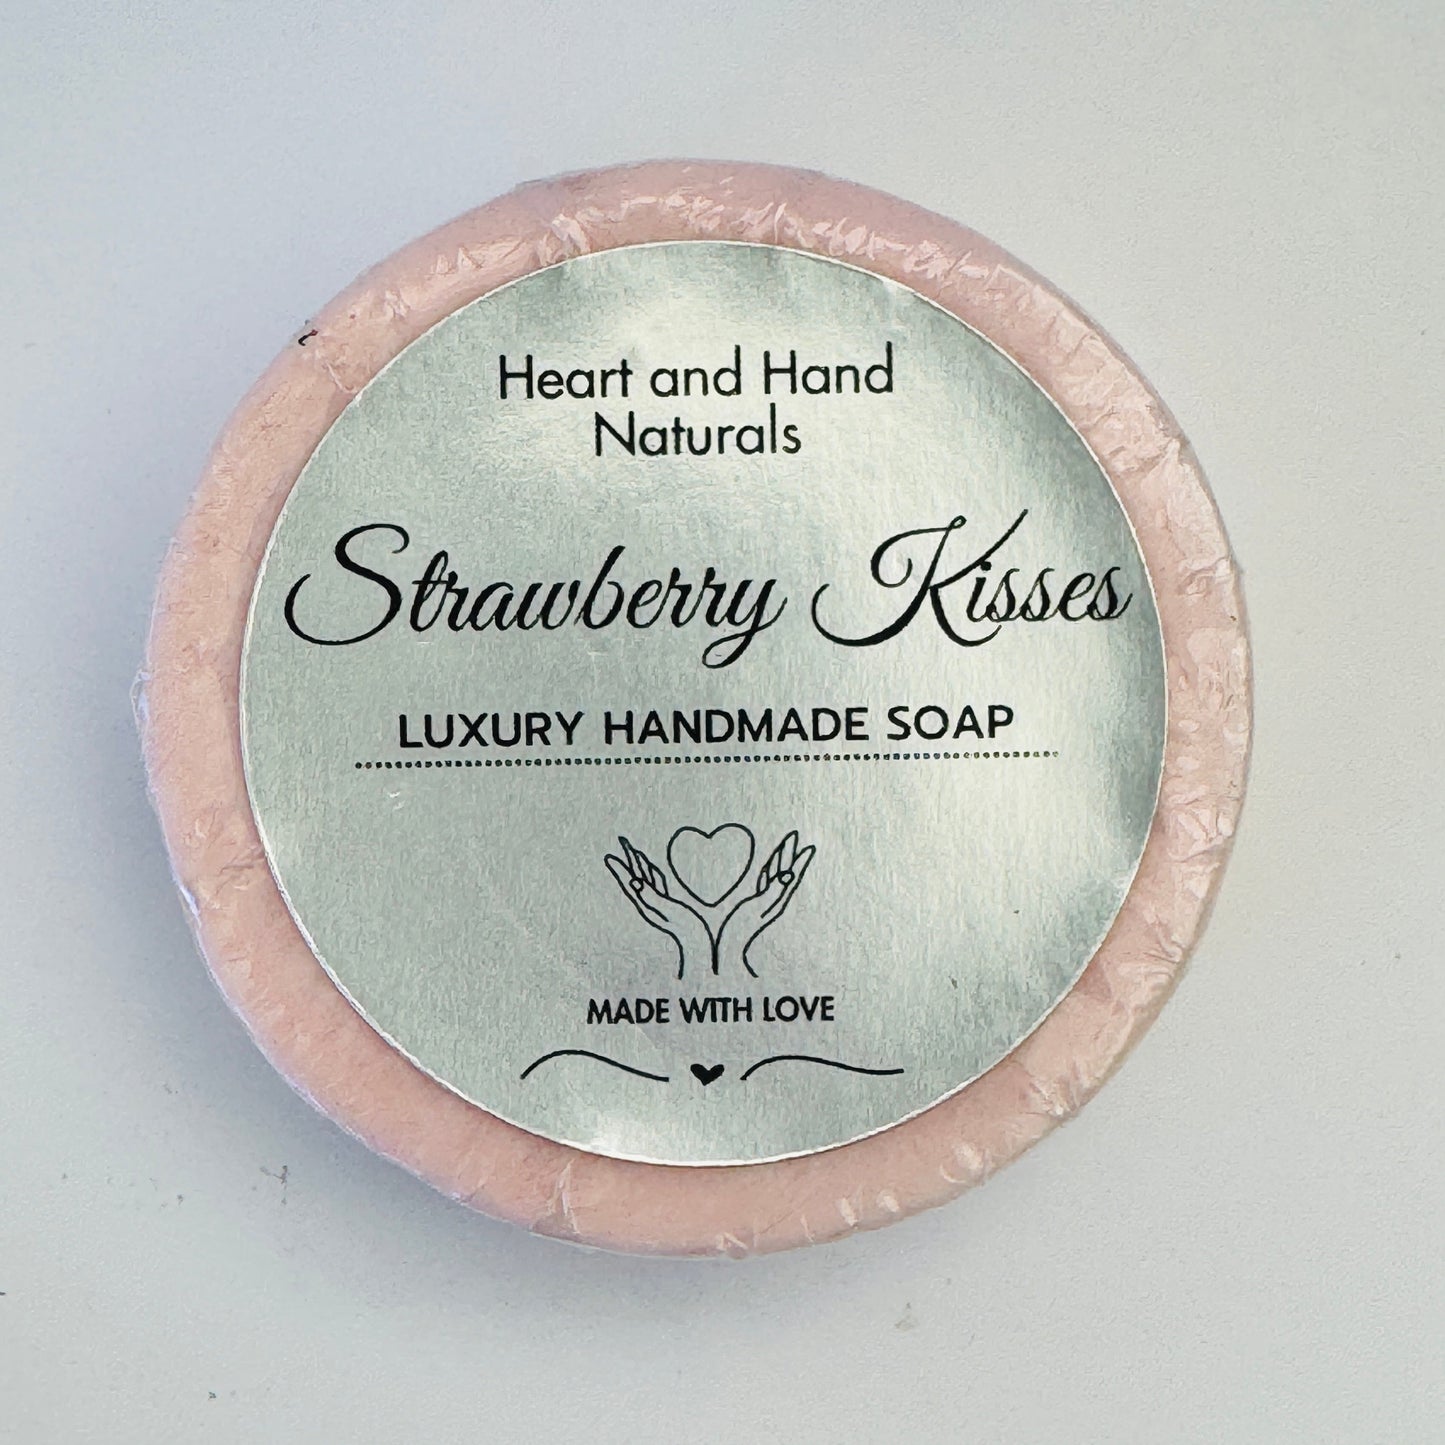 Heart and Hand
Naturals
Strawberry Kisses
LUXURY HANDMADE SOAP
MADE WITH LOVE